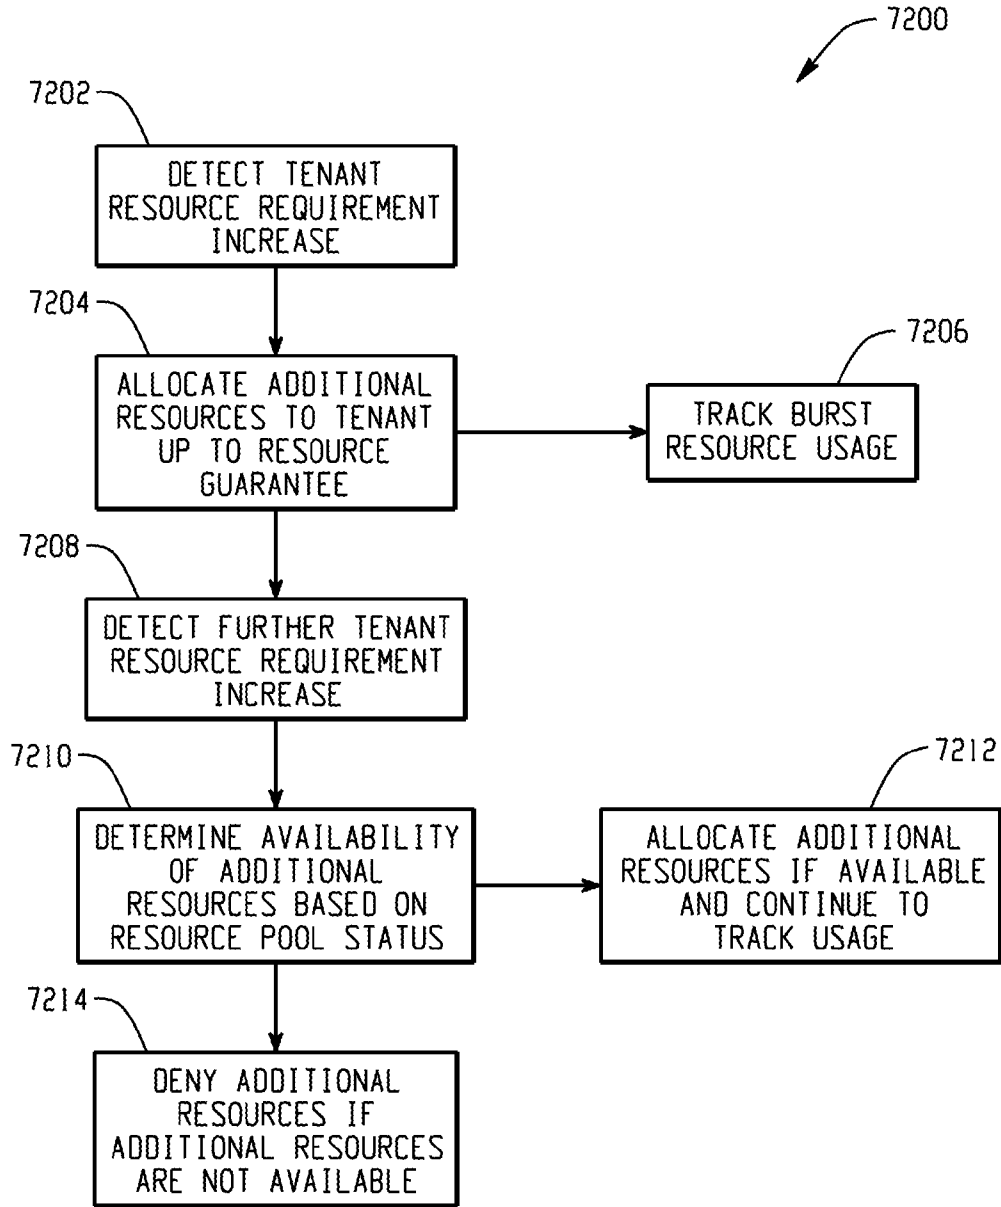 7200
7202
DETECT TENANT
RESOURCE REQUIREMENT
INCREASE
7204
ALLOCATE ADDITIONAL
RESOURCES TO TENANT
UP TO RESOURCE
GUARANTEE
7206
TRACK BURST
RESOURCE USAGE
7208
DETECT FURTHER TENANT
RESOURCE REQUIREMENT
INCREASE
7210
DETERMINE AVAILABILITY
OF ADDITIONAL
RESOURCES BASED ON
RESOURCE POOL STATUS
7212
ALLOCATE ADDITIONAL
RESOURCES IF AVAILABLE
AND CONTINUE TO
TRACK USAGE
7214
DENY ADDITIONAL
RESOURCES IF
ADDITIONAL RESOURCES
ARE NOT AVAILABLE